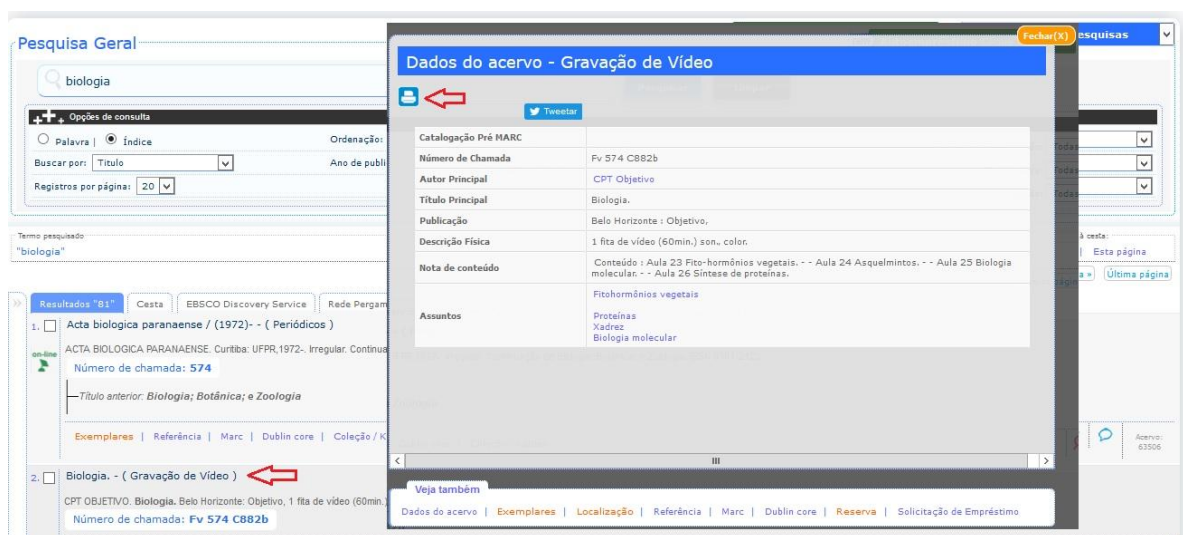 Pesquisa Geral
biologia
Opções de consulta
Palavra | Índice
Ordenação:
Buscar por: Titulo
Ano de publi
Registros por página: 20
Termo pesquisado
"biologia"
Resultados "81" Cesta EBSCO Discovery Service Rede Pergam
1. Acta biologica paranaense / (1972)- - ( Periódicos )
on-line
ACTA BIOLOGICA PARANAENSE. Curitiba: UFPR,1972-. Irregular. Continua
Número de chamada: 574
Título anterior: Biologia; Botânica; e Zoologia
Exemplares | Referência | Marc | Dublin core | Coleção / K
2. Biologia. - ( Gravação de Vídeo )
CPT OBJETIVO. Biologia. Belo Horizonte: Objetivo, 1 fita de vídeo (60min.)
Número de chamada: Fv 574 C882b
Fechar(X)
Dados do acervo - Gravação de Vídeo
Tweetar
Catalogação Pré MARC
Número de Chamada Fv 574 C882b
Autor Principal CPT Objetivo
Título Principal Biologia.
Publicação Belo Horizonte : Objetivo,
Descrição Física 1 fita de vídeo (60min.) son., color.
Nota de conteúdo Conteúdo : Aula 23 Fito-hormônios vegetais. - - Aula 24 Asquelmintos. - - Aula 25 Biologia
molecular. - - Aula 26 Síntese de proteínas.
Assuntos Fitohormônios vegetais
Proteínas
Xadrez
Biologia molecular
Veja também
Dados do acervo | Exemplares | Localização | Referência | Marc | Dublin core | Reserva | Solicitação de Empréstimo
esquisas
Todas
Todas
Todas
à cesta:
| Esta página
a » Última página
Acervo:
63506